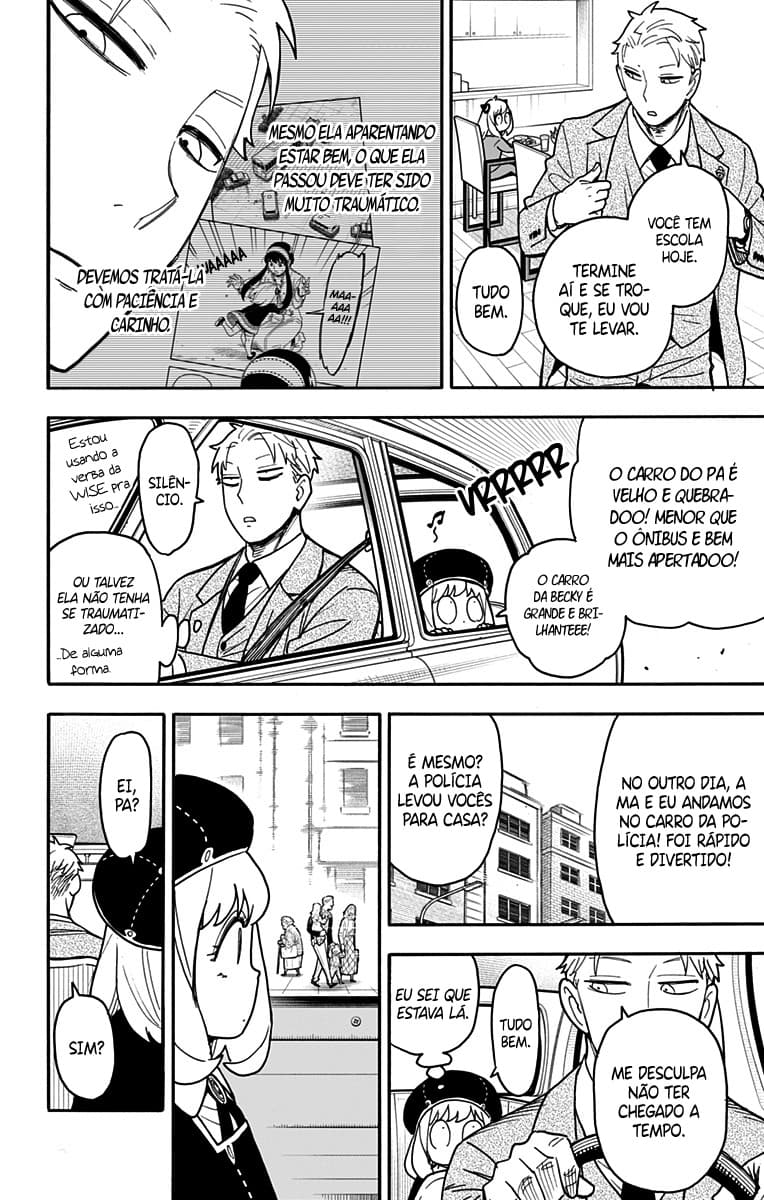 VOCÊ TEM
ESCOLA
HOJE.
TERMINE
AÍ E SE TRO-
QUE, EU VOU
TE LEVAR.
TUDO
BEM.
MESMO ELA APARENTANDO
ESTAR BEM, O QUE ELA
PASSOU DEVE TER SIDO
MUITO TRAUMÁTICO.
MAA-
AAAA
AA!!!
UAAAAA
DEVEMOS TRATÁ-LA
COM PACIÊNCIA E
CARINHO.
O CARRO DO PA É
VELHO E QUEBRA-
DOO! MENOR QUE
O ÔNIBUS E BEM
MAIS APERTADOO!
VRRRRRR
O CARRO
DA BECKY É
GRANDE E BRI-
LHANTEEE!
SILÊN-
CIO.
Estou
usando a
verba da
WISE pra
isso...
OU TALVEZ
ELA NÃO TENHA
SE TRAUMATI-
ZADO...
...De alguma
forma.
NO OUTRO DIA, A
MA E EU ANDAMOS
NO CARRO DA PO-
LÍCIA! FOI RÁPIDO
E DIVERTIDO!
É MESMO?
A POLÍCIA
LEVOU VOCÊS
PARA CASA?
ME DESCULPA
NÃO TER
CHEGADO A
TEMPO.
TUDO
BEM.
EU SEI QUE
ESTAVA LÁ.
EI,
PA?
SIM?